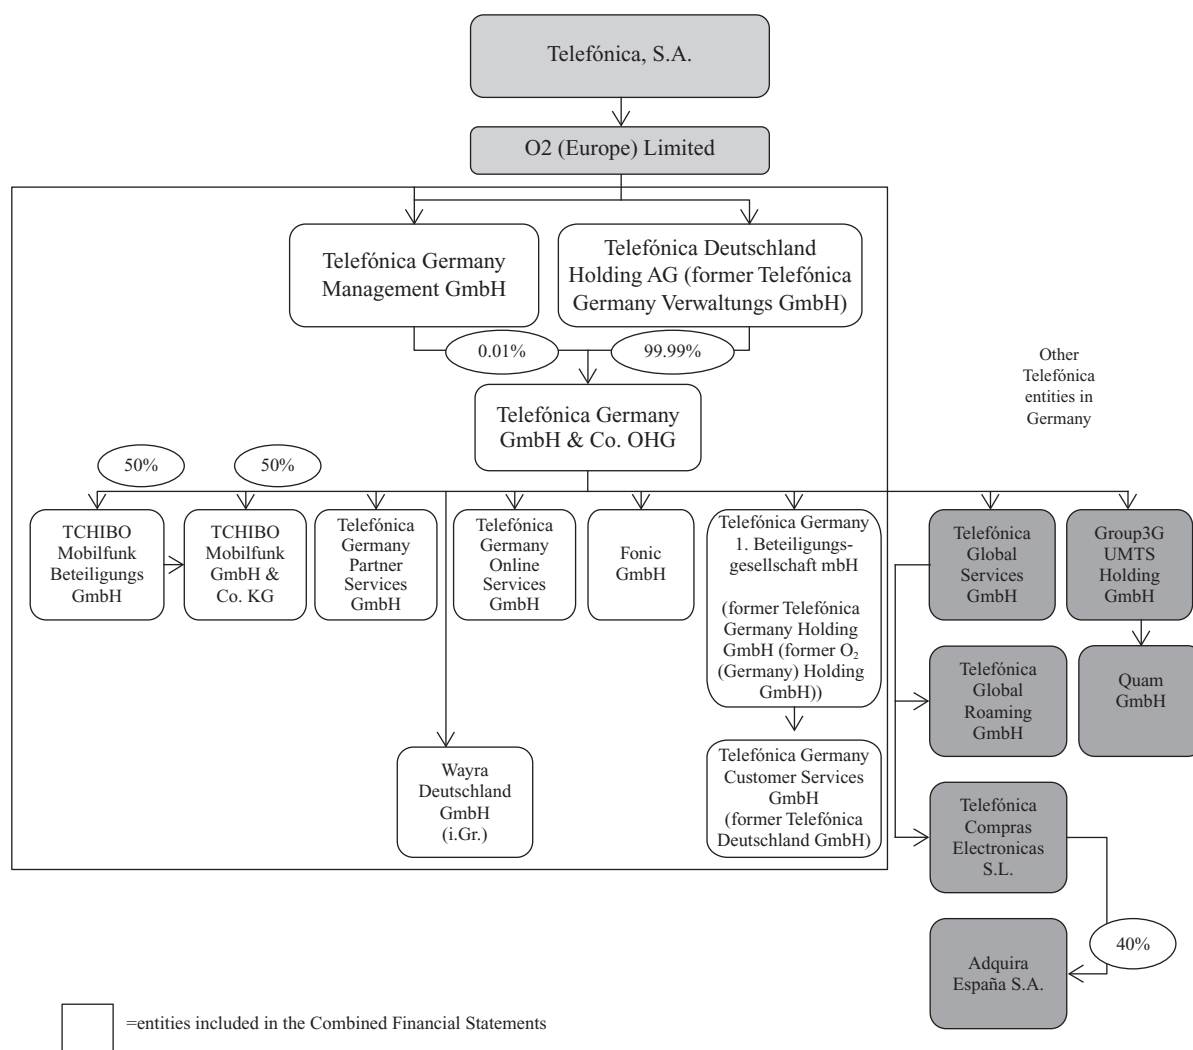 Telefónica, S.A.
O2 (Europe) Limited
Telefónica Germany
Management GmbH
Telefónica Deutschland
Holding AG (former Telefónica
Germany Verwaltungs GmbH)
0.01%
99.99%
Other
Telefónica
entities in
Germany
Telefónica Germany
GmbH & Co. OHG
50%
50%
TCHIBO
Mobilfunk
Beteiligungs
GmbH
TCHIBO
Mobilfunk
GmbH &
Co. KG
Telefónica
Germany
Partner
Services
GmbH
Telefónica
Germany
Online
Services
GmbH
Fonic
GmbH
Telefónica Germany
1. Beteiligungs-
gesellschaft mbH
(former Telefónica
Germany Holding
GmbH (former O₂
(Germany) Holding
GmbH))
Telefónica
Global
Services
GmbH
Group3G
UMTS
Holding
GmbH
Telefónica
Global
Roaming
GmbH
Quam
GmbH
Wayra
Deutschland
GmbH
(i.Gr.)
Telefónica Germany
Customer Services
GmbH
(former Telefónica
Deutschland GmbH)
Telefónica
Compras
Electronicas
S.L.
40%
Adquira
España S.A.
=entities included in the Combined Financial Statements